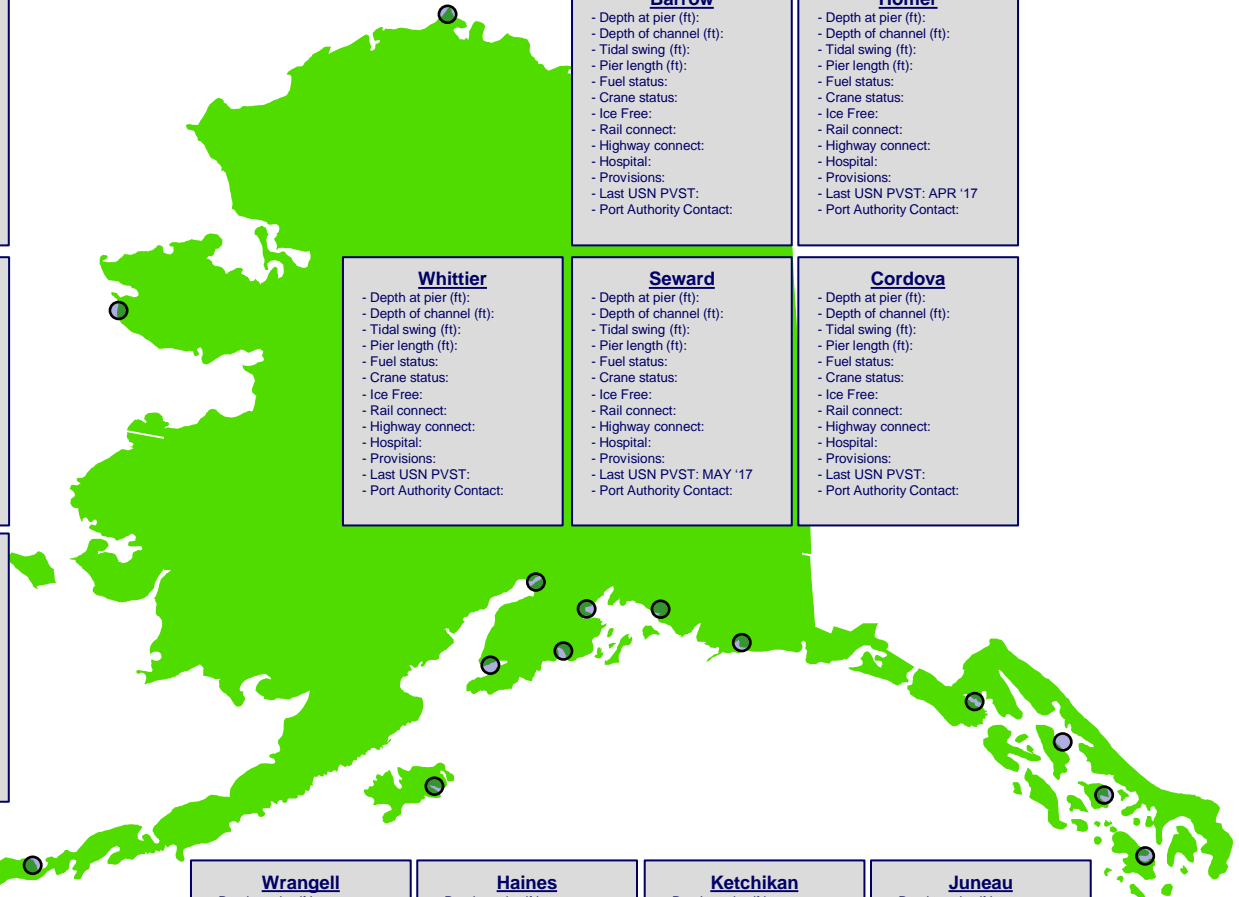 Barrow
- Depth at pier (ft):
- Depth of channel (ft):
- Tidal swing (ft):
- Pier length (ft):
- Fuel status:
- Crane status:
- Ice Free:
- Rail connect:
- Highway connect:
- Hospital:
- Provisions:
- Last USN PVST:
- Port Authority Contact:
Homer
- Depth at pier (ft):
- Depth of channel (ft):
- Tidal swing (ft):
- Pier length (ft):
- Fuel status:
- Crane status:
- Ice Free:
- Rail connect:
- Highway connect:
- Hospital:
- Provisions:
- Last USN PVST: APR ‘17
- Port Authority Contact:
Whittier
- Depth at pier (ft):
- Depth of channel (ft):
- Tidal swing (ft):
- Pier length (ft):
- Fuel status:
- Crane status:
- Ice Free:
- Rail connect:
- Highway connect:
- Hospital:
- Provisions:
- Last USN PVST:
- Port Authority Contact:
Seward
- Depth at pier (ft):
- Depth of channel (ft):
- Tidal swing (ft):
- Pier length (ft):
- Fuel status:
- Crane status:
- Ice Free:
- Rail connect:
- Highway connect:
- Hospital:
- Provisions:
- Last USN PVST: MAY ‘17
- Port Authority Contact:
Cordova
- Depth at pier (ft):
- Depth of channel (ft):
- Tidal swing (ft):
- Pier length (ft):
- Fuel status:
- Crane status:
- Ice Free:
- Rail connect:
- Highway connect:
- Hospital:
- Provisions:
- Last USN PVST:
- Port Authority Contact:
Wrangell
Haines
Ketchikan
Juneau